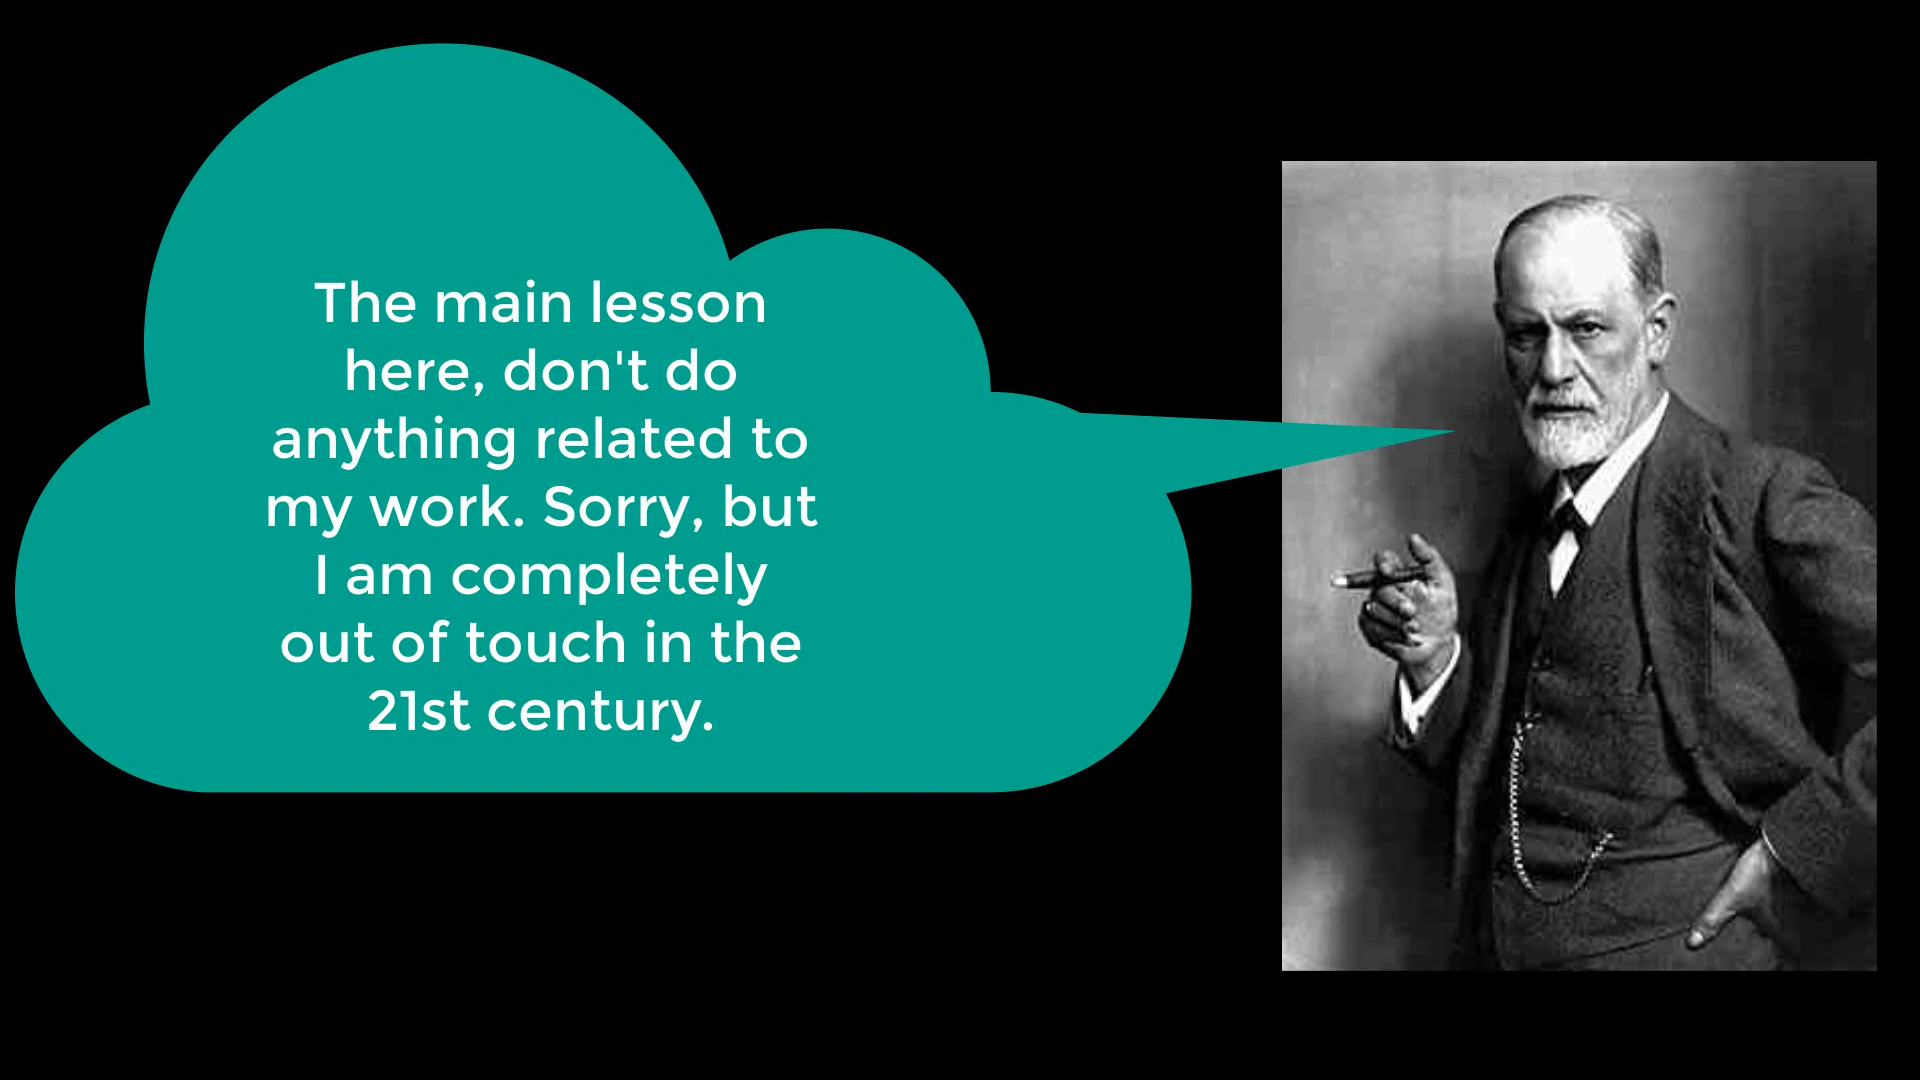 The main lesson
here, don't do
anything related to
my work. Sorry, but
I am completely
out of touch in the
21st century.